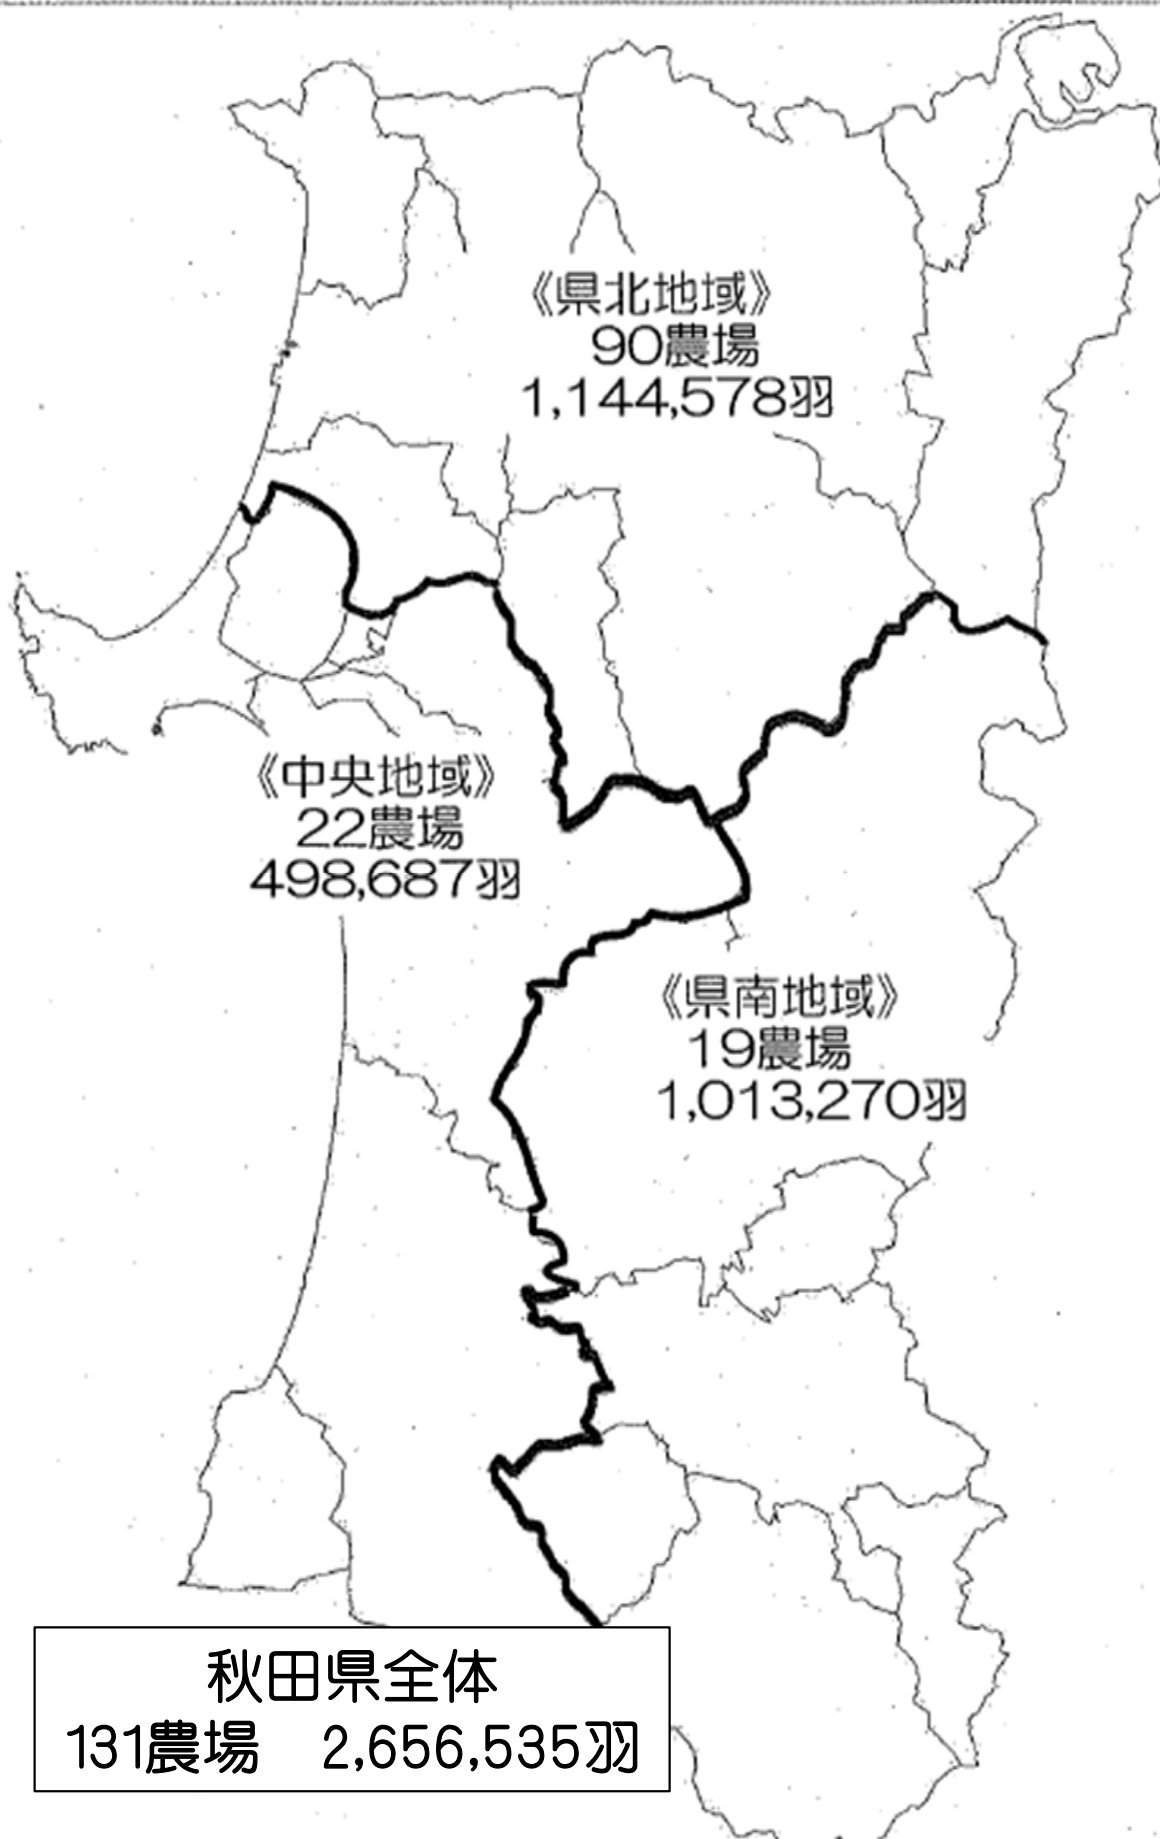 《県北地域》
90農場
1,144,578羽
《中央地域》
22農場
498,687羽
《県南地域》
19農場
1,013,270羽
秋田県全体
131農場　2,656,535羽